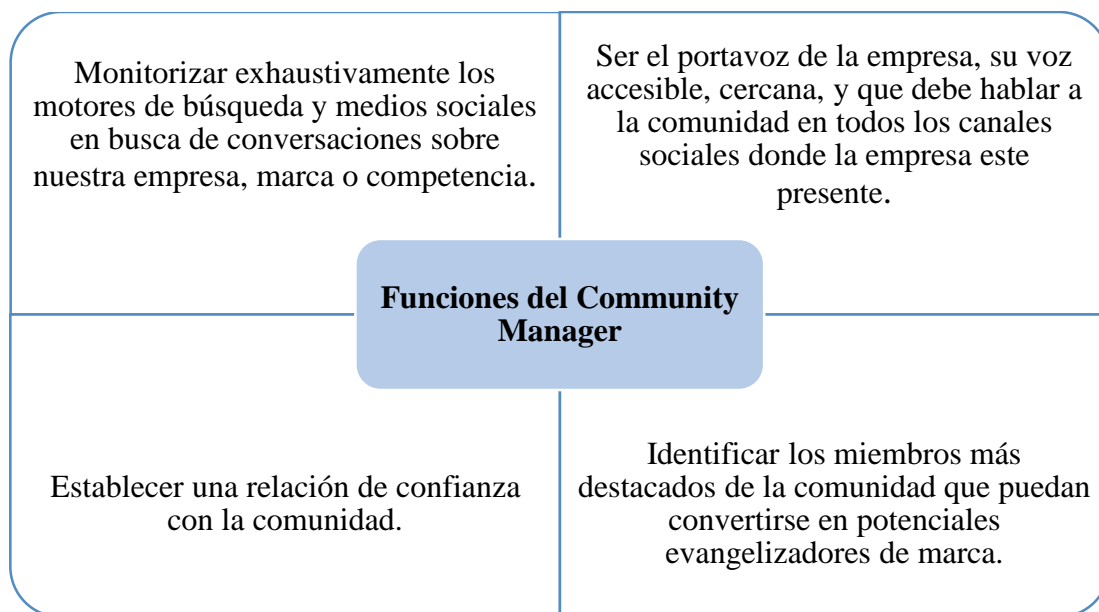 Monitorizar exhaustivamente los
motores de búsqueda y medios sociales
en busca de conversaciones sobre
nuestra empresa, marca o competencia.
Ser el portavoz de la empresa, su voz
accesible, cercana, y que debe hablar a
la comunidad en todos los canales
sociales donde la empresa este
presente.
Funciones del Community
Manager
Establecer una relación de confianza
con la comunidad.
Identificar los miembros más
destacados de la comunidad que puedan
convertirse en potenciales
evangelizadores de marca.